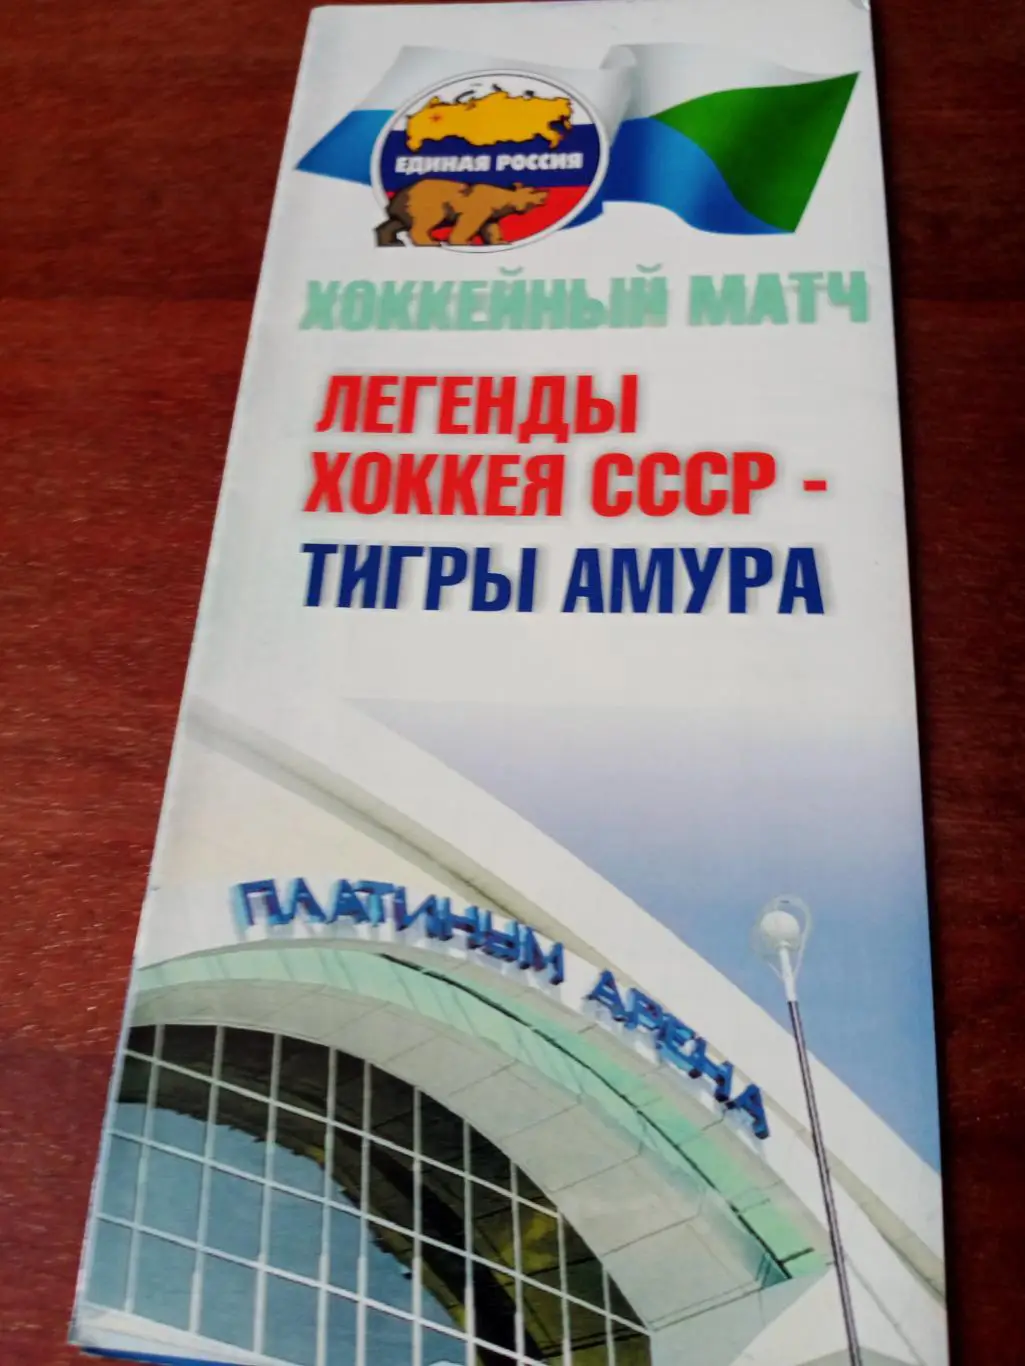 ЕДИНАЯ РОССИЯ
ХОККЕЙНЫЙ МАТЧ
ЛЕГЕНДЫ
ХОККЕЯ СССР -
ТИГРЫ АМУРА
ПЛАТИНУМ АРЕНА